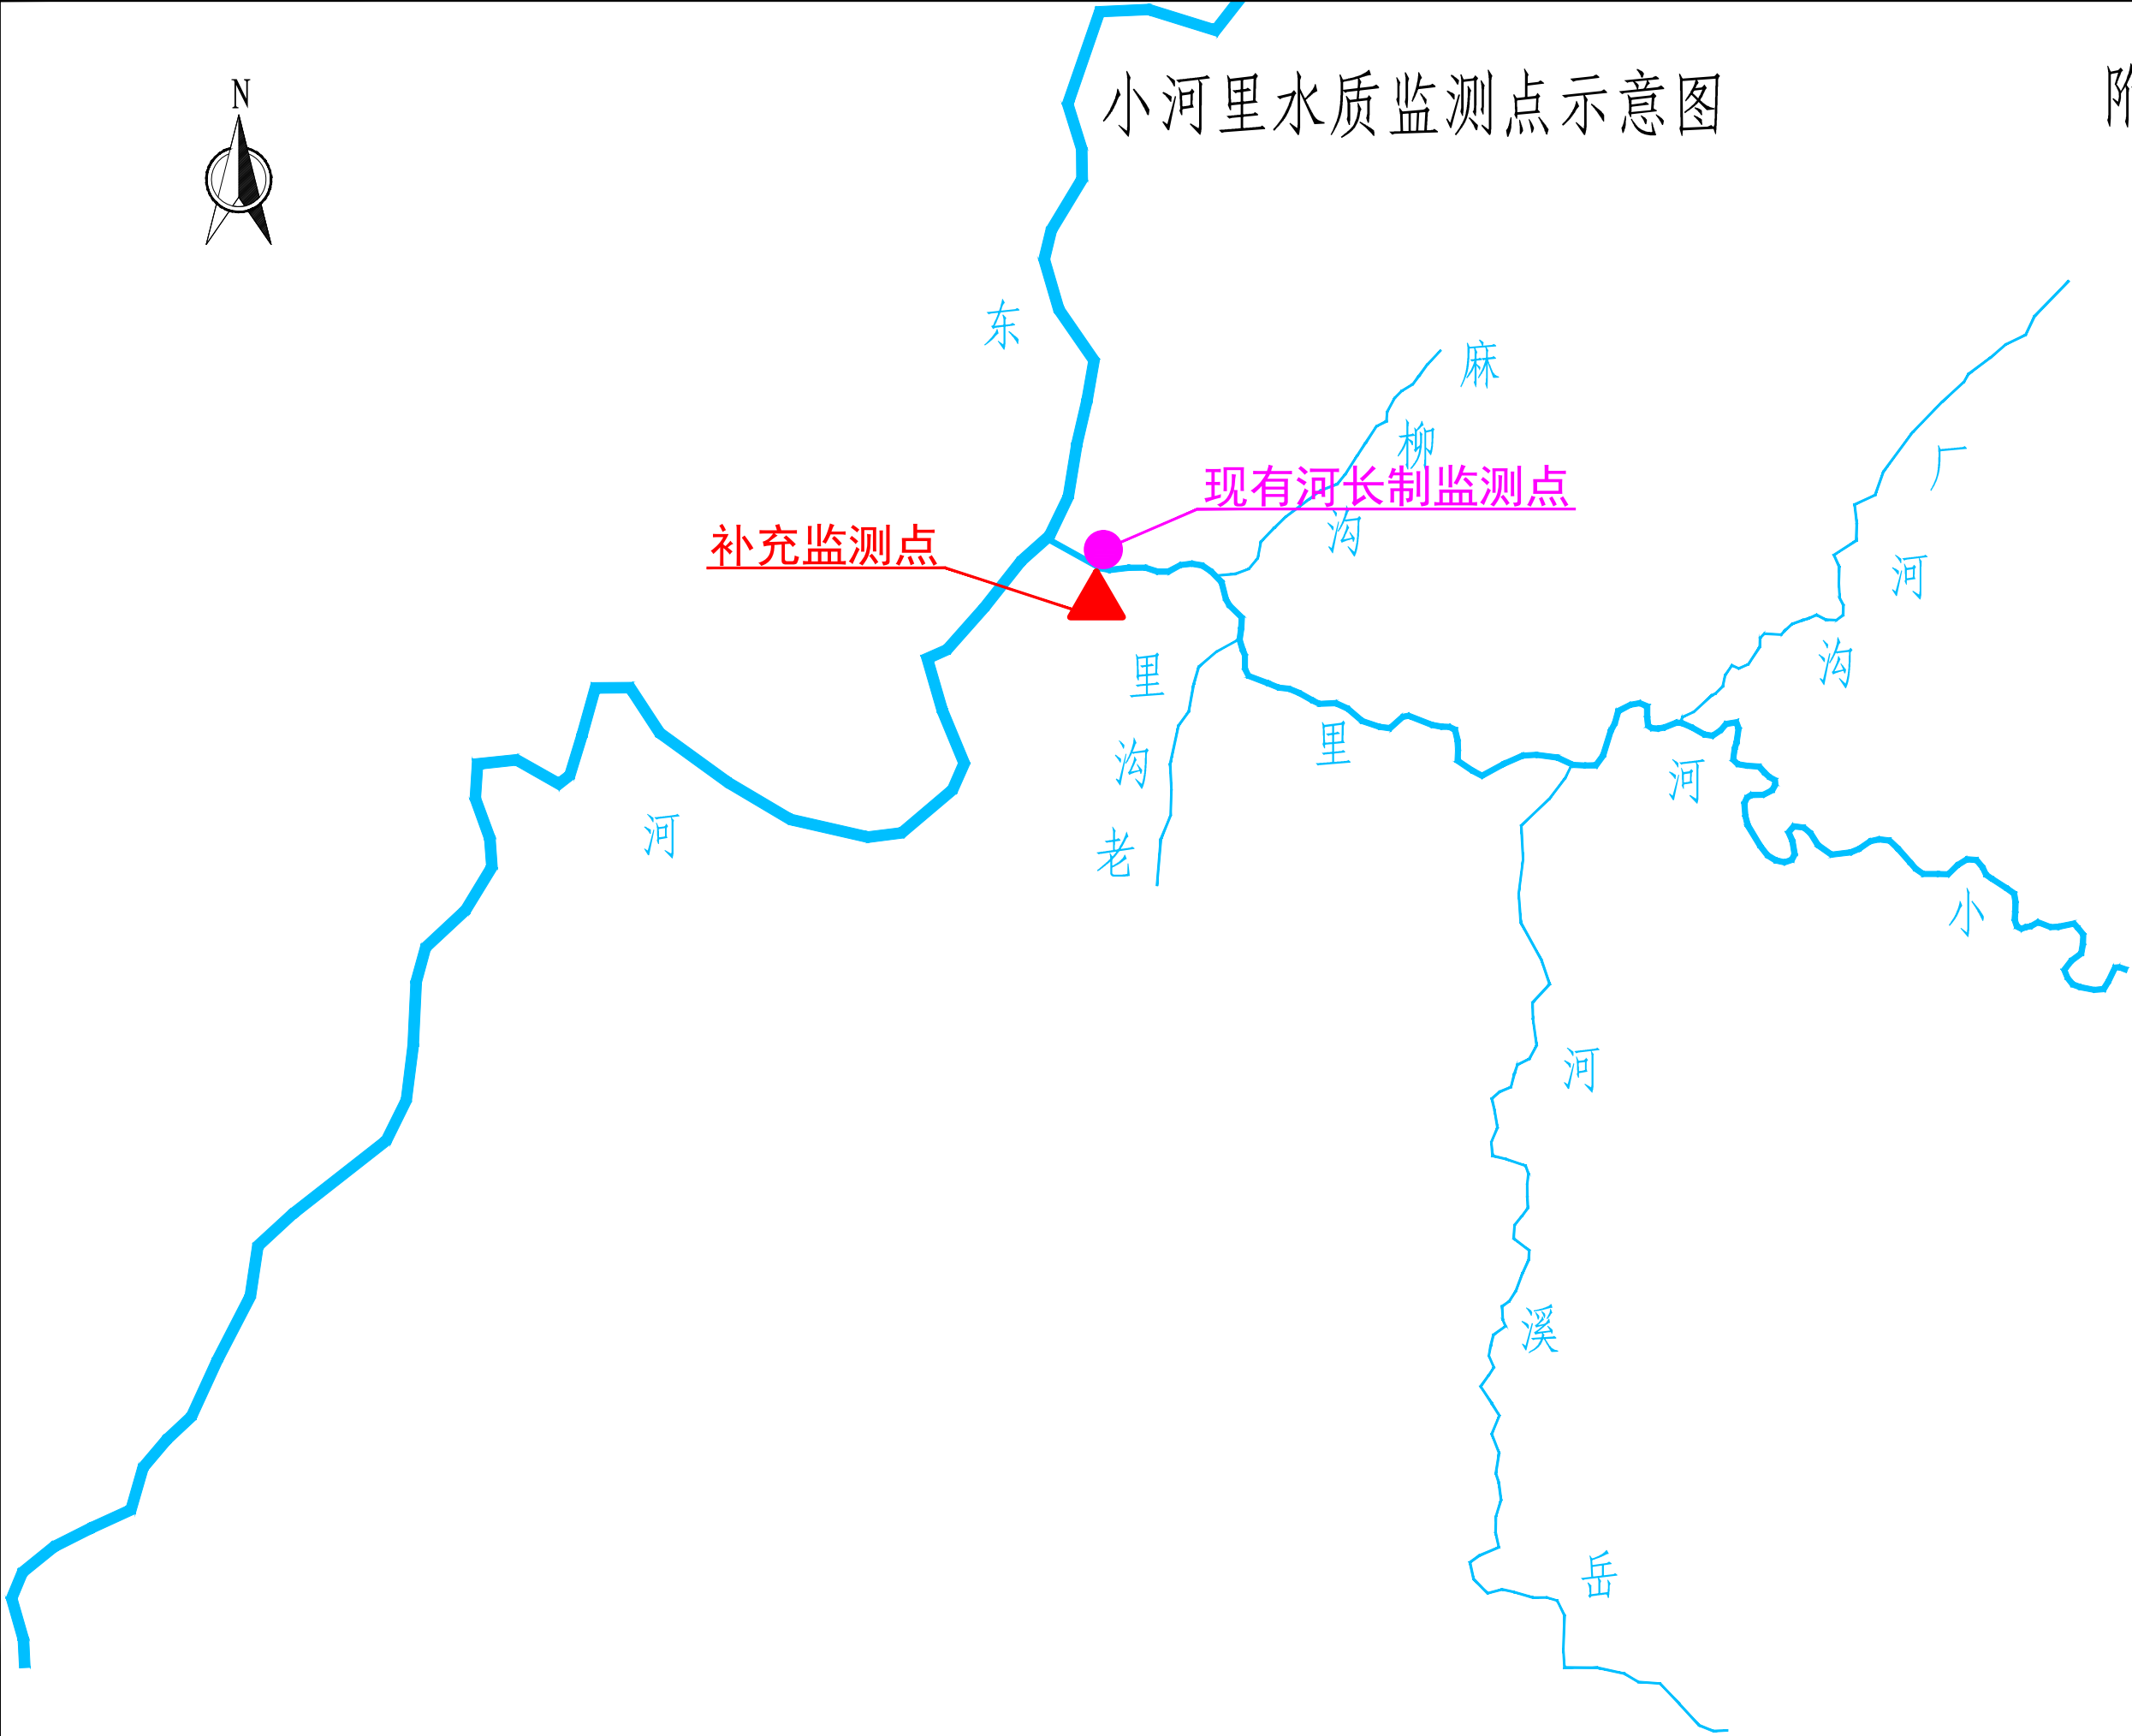 N
小河里水质监测点示意图
东
河
麻
柳
沟
厂
河
沟
现有河长制监测点
补充监测点
里
沟
老
里
河
小
河
溪
岳